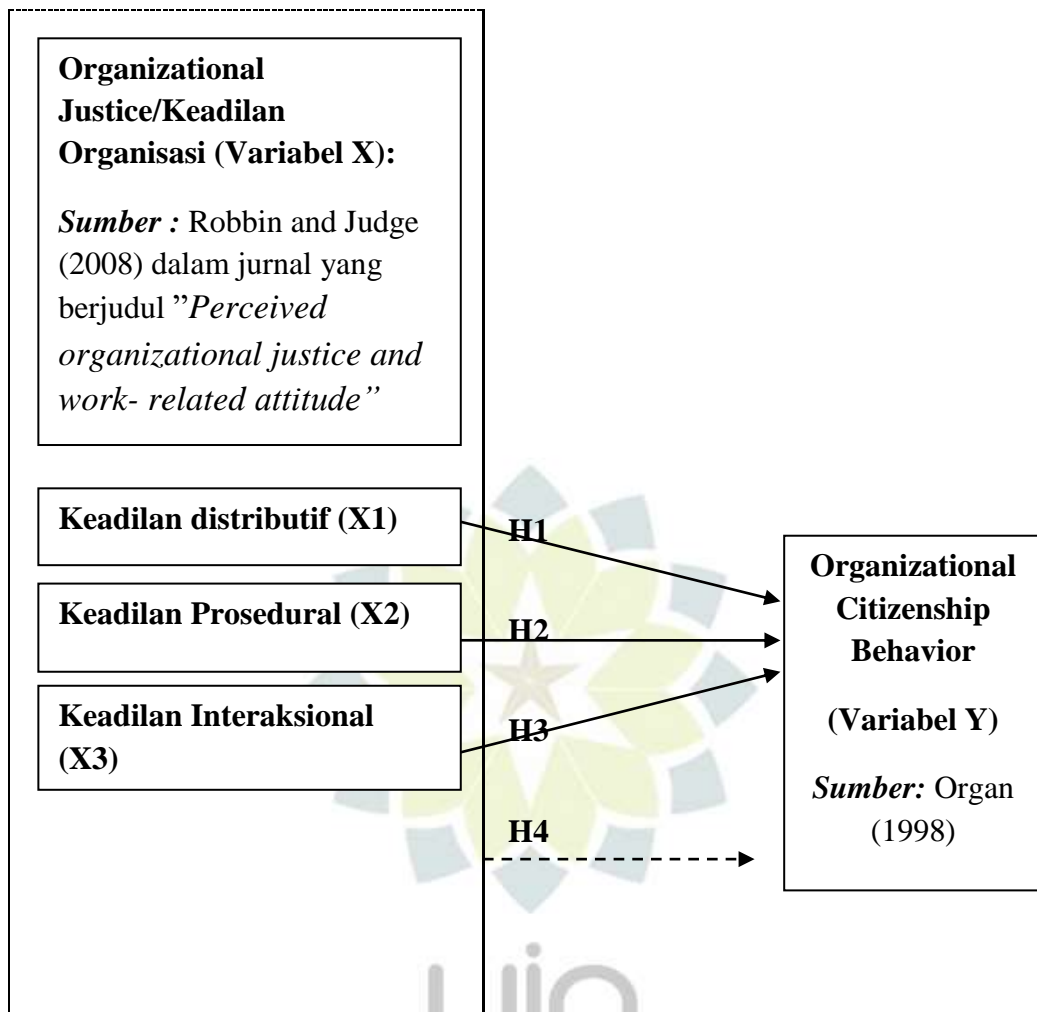 Organizational
Justice/Keadilan
Organisasi (Variabel X):
Sumber : Robbin and Judge
(2008) dalam jurnal yang
berjudul ”Perceived
organizational justice and
work- related attitude”
Keadilan distributif (X1)
Keadilan Prosedural (X2)
Keadilan Interaksional
(X3)
H1
H2
H3
H4
Organizational
Citizenship
Behavior
(Variabel Y)
Sumber: Organ
(1998)
uin